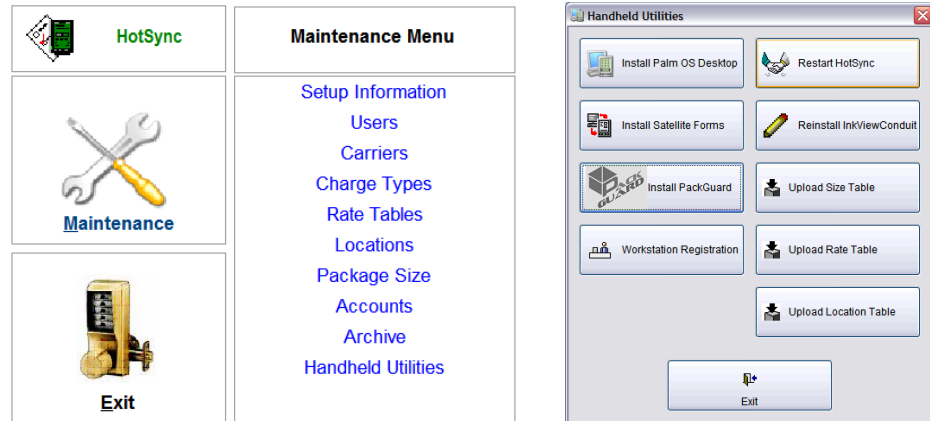 HotSync
Maintenance Menu
Maintenance
Exit
Setup Information
Users
Carriers
Charge Types
Rate Tables
Locations
Package Size
Accounts
Archive
Handheld Utilities
Handheld Utilities
Install Palm OS Desktop
Restart HotSync
Install Satellite Forms
Reinstall InkViewConduit
PACK
GUARD
Install PackGuard
Upload Size Table
Workstation Registration
Upload Rate Table
Upload Location Table
Exit